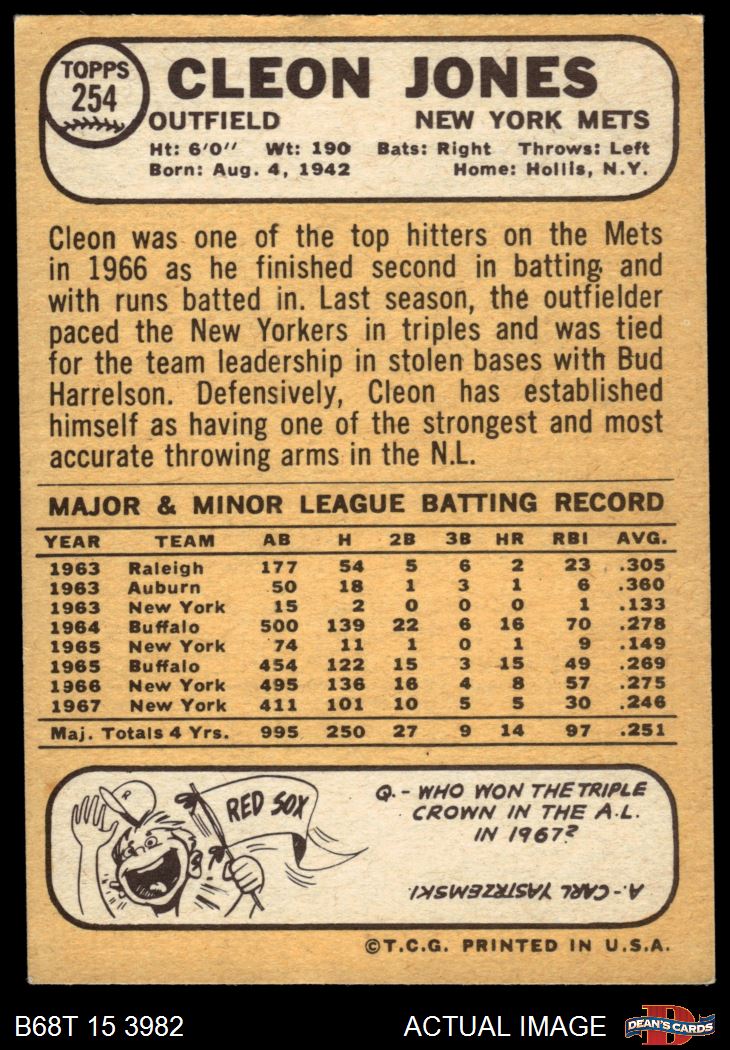 TOPPS
254
CLEON JONES
OUTFIELD NEW YORK METS
Ht: 6'0" Wt: 190 Bats: Right Throws: Left
Born: Aug. 4, 1942 Home: Hollis, N.Y.
Cleon was one of the top hitters on the Mets
in 1966 as he finished second in batting and
with runs batted in. Last season, the outfielder
paced the New Yorkers in triples and was tied
for the team leadership in stolen bases with Bud
Harrelson. Defensively, Cleon has established
himself as having one of the strongest and most
accurate throwing arms in the N.L.
MAJOR & MINOR LEAGUE BATTING RECORD
YEAR TEAM AB H 2B 3B HR RBI AVG.
1963 Raleigh 177 54 5 6 2 23 .305
1963 Auburn 50 18 1 3 1 6 .360
1963 New York 15 2 0 0 0 1 .133
1964 Buffalo 500 139 22 6 16 70 .278
1965 New York 74 11 1 0 1 9 .149
1965 Buffalo 454 122 15 3 15 49 .269
1966 New York 495 136 16 4 8 57 .275
1967 New York 411 101 10 5 5 30 .246
Maj. Totals 4 Yrs. 995 250 27 9 14 97 .251
R
RED SOX
Q.- WHO WON THE TRIPLE
CROWN IN THE A.L.
IN 1967?
A.- CARL YASTRZEMSKI.
©T.C.G. PRINTED IN U.S.A.
B68T 15 3982 ACTUAL IMAGE
D
DEAN'S CARDS